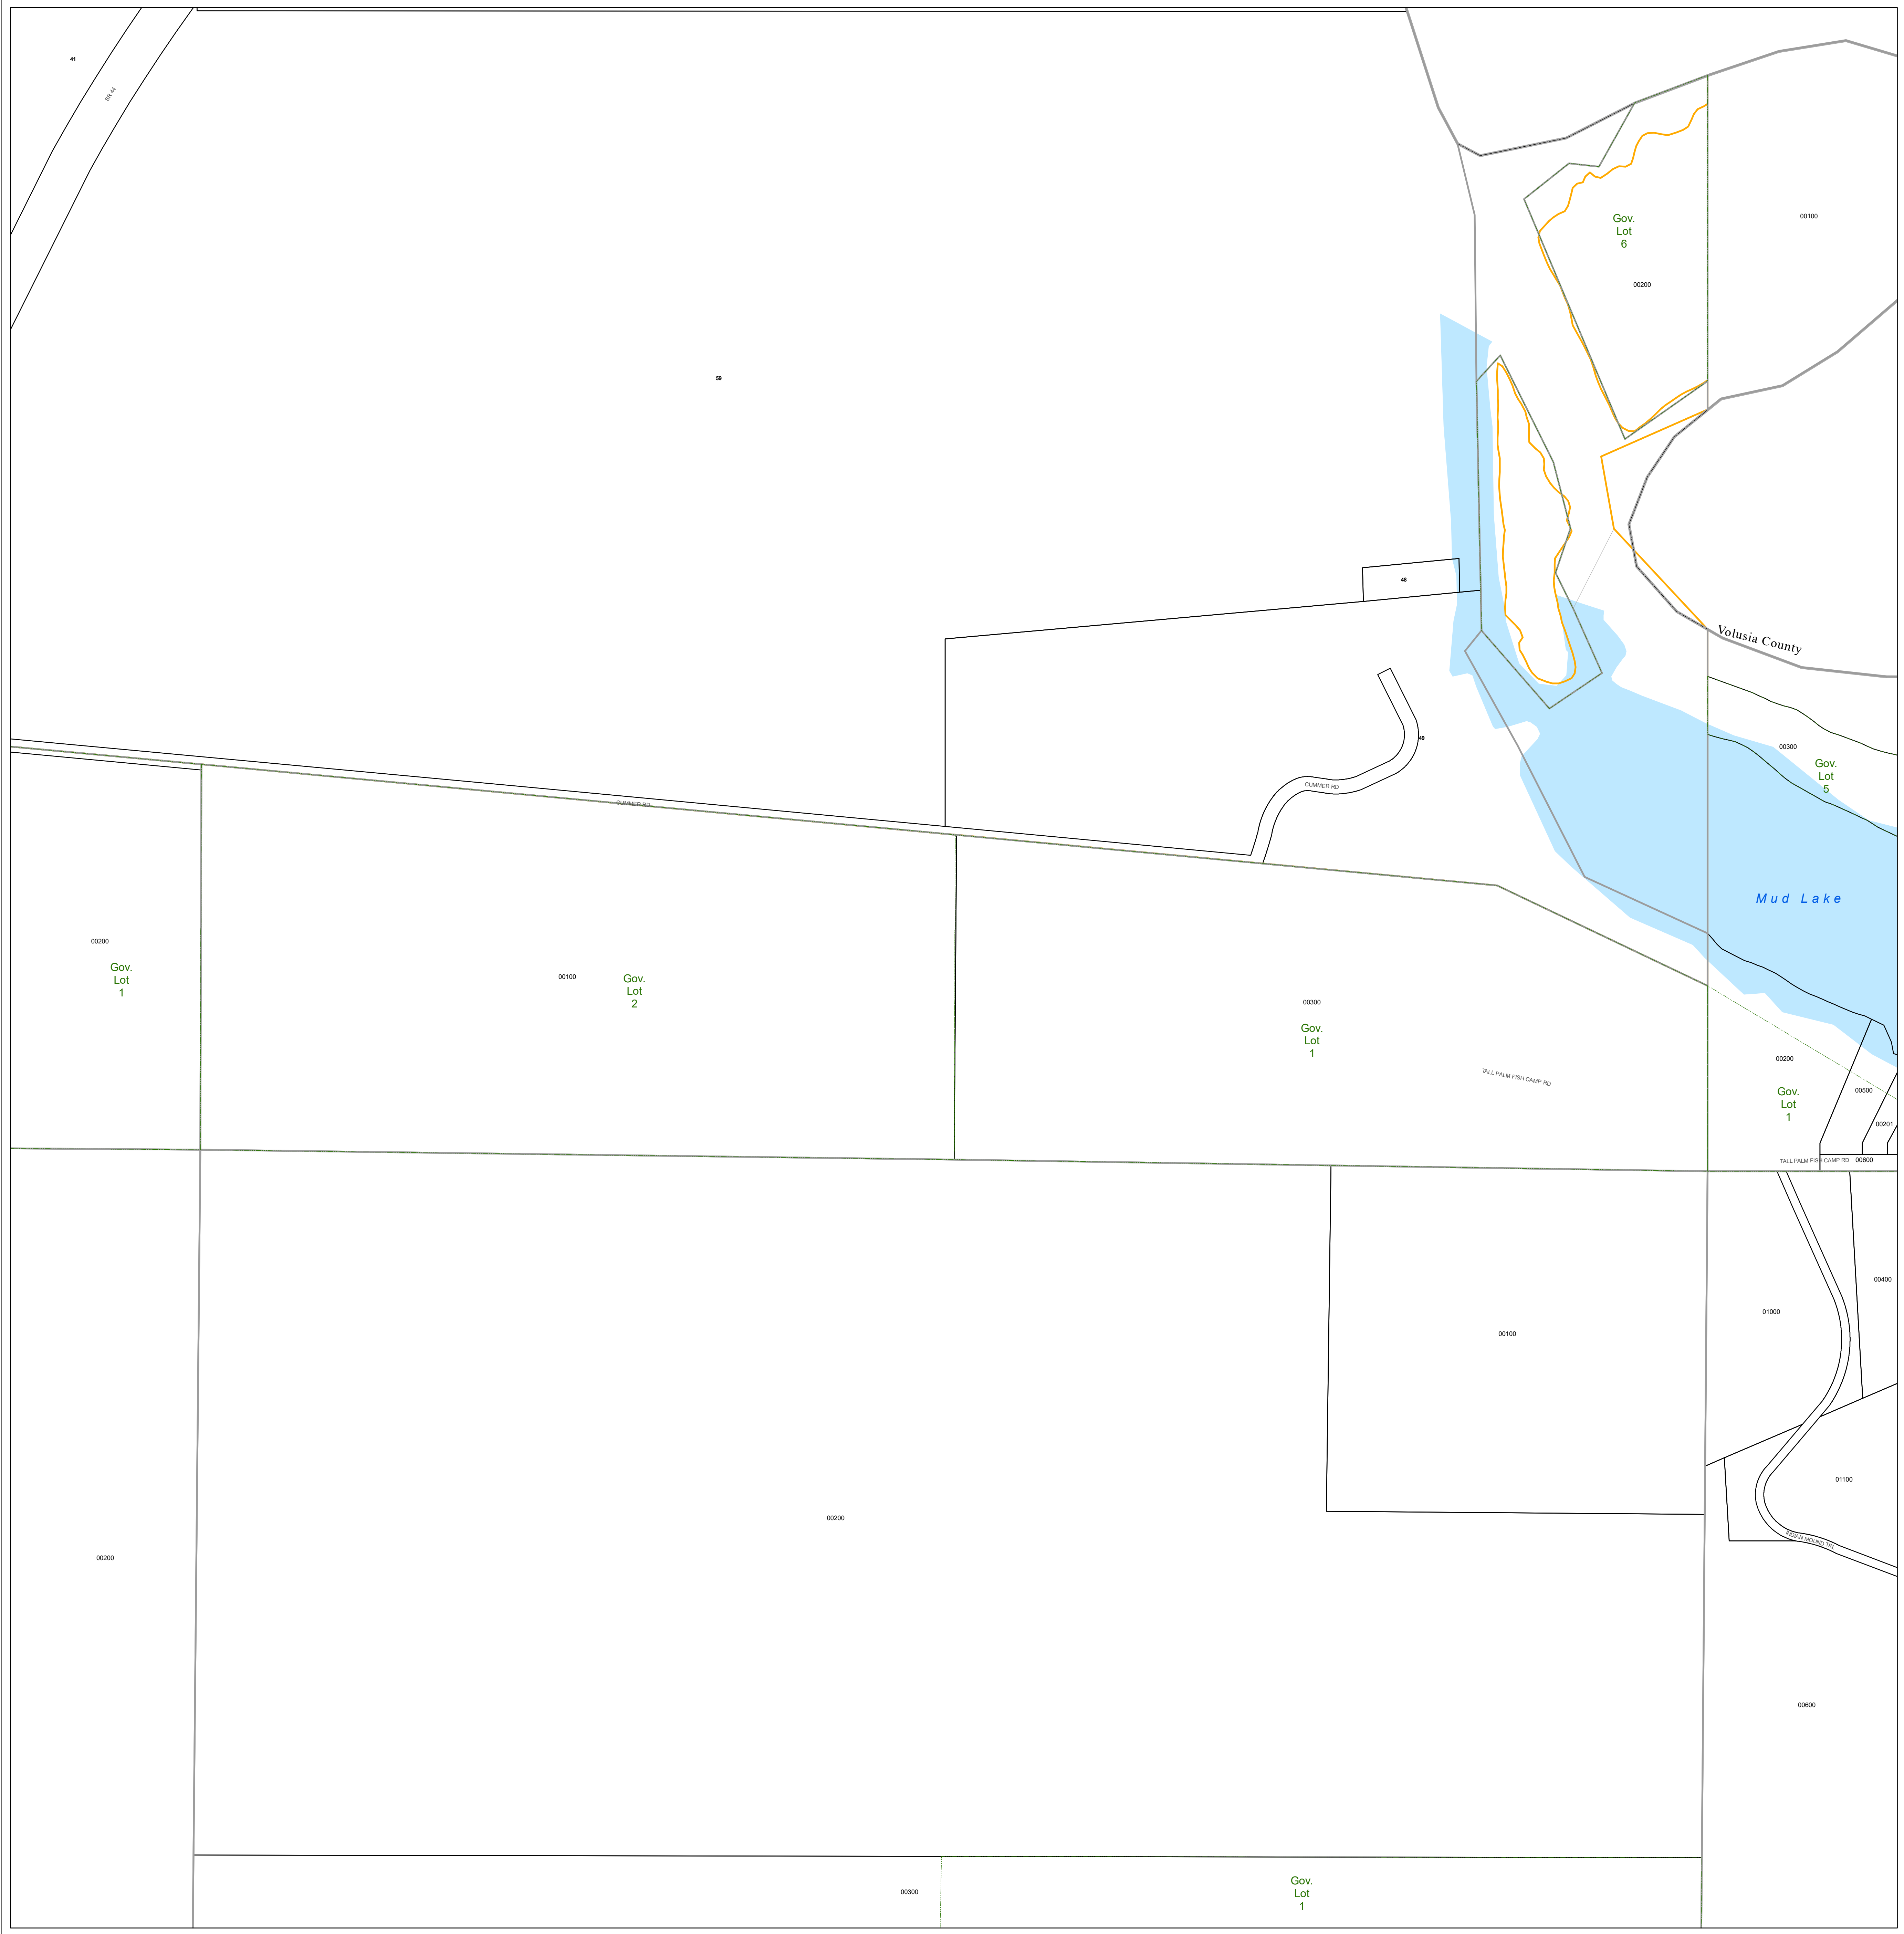 41
SR 44
59
Gov.
Lot
6
00100
00200
48
Volusia County
49
00300
Gov.
Lot
5
CUMMER RD
CUMMER RD
Mud Lake
00200
Gov.
Lot
1
00100
Gov.
Lot
2
00300
Gov.
Lot
1
TALL PALM FISH CAMP RD
00200
Gov.
Lot
1
00500
00201
TALL PALM FISH CAMP RD
00600
00400
01000
00100
01100
00200
INDIAN MOUND TRL
00200
00600
00300
Gov.
Lot
1